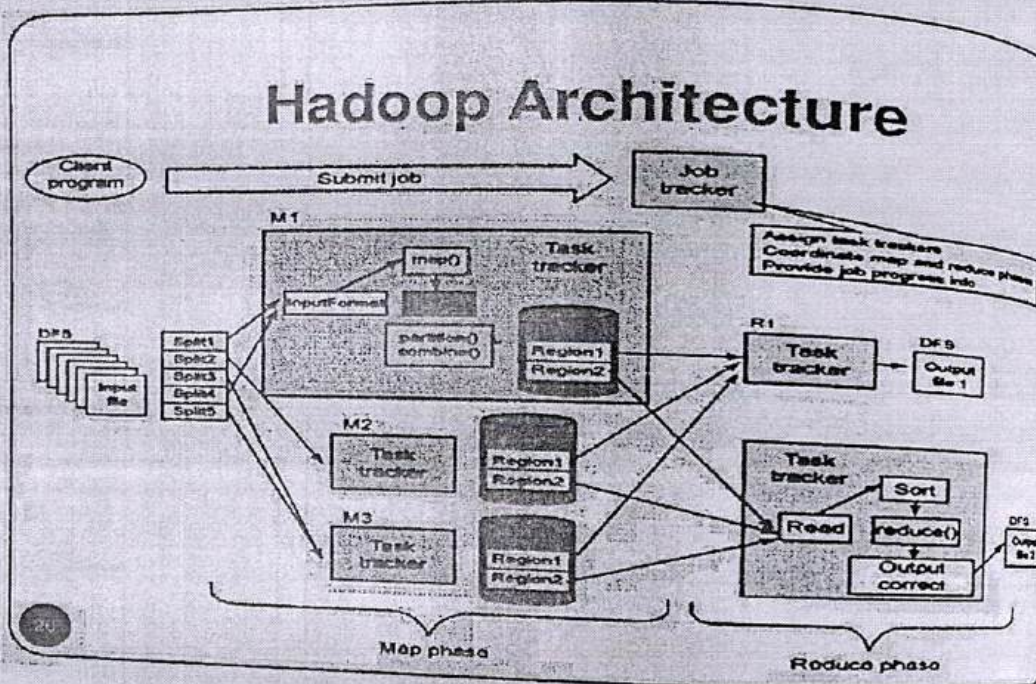 Hadoop Architecture
Client
program
Submit job
Job
tracker
Assign task trackers
Coordinate map and reduce phase
Provide job progress info
M1
Task
tracker
map()
InputFormat
partition()
combine()
Region1
Region2
DFS
Input
file
Split1
Split2
Split3
Split4
Split5
M2
Task
tracker
Region1
Region2
M3
Task
tracker
Region1
Region2
R1
Task
tracker
DFS
Output
file 1
Task
tracker
Sort
Read
reduce()
Output
correct
DFS
Map phase
Reduce phase